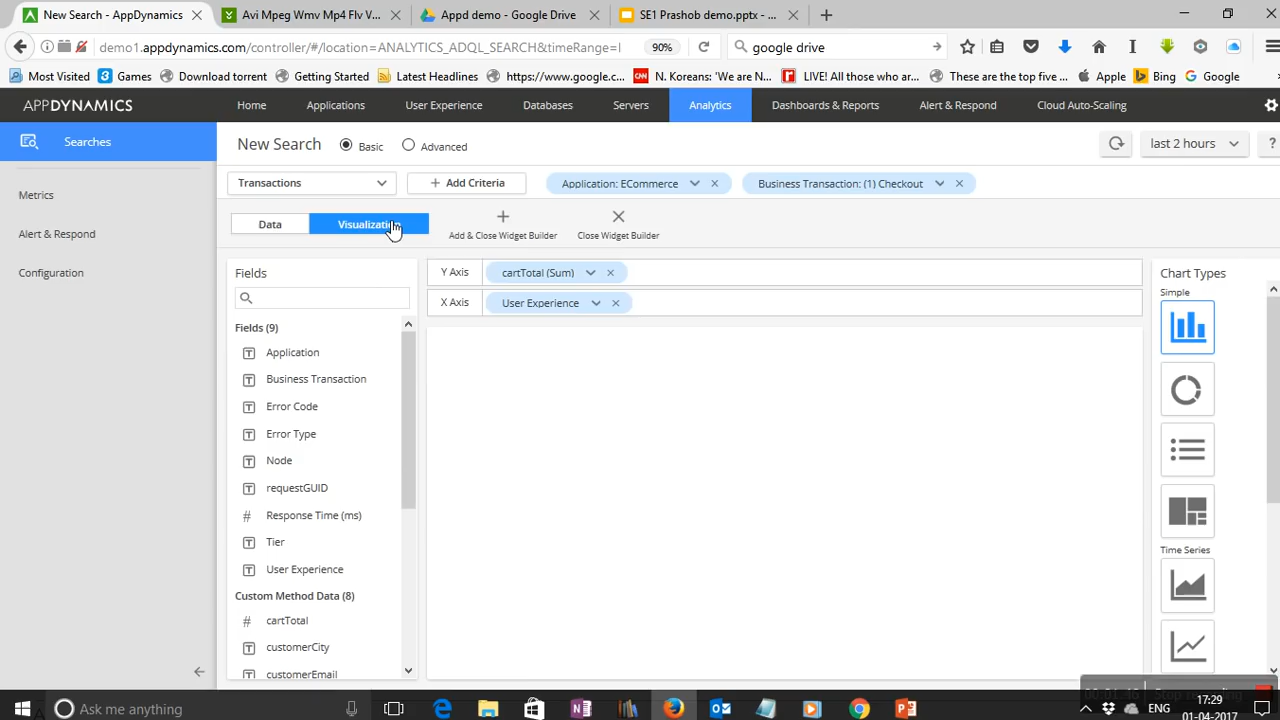 New Search - AppDynamics
Avi Mpeg Wmv Mp4 Flv V...
Appd demo - Google Drive
SE1 Prashob demo.pptx - ...
demo1.appdynamics.com/controller/#/location=ANALYTICS_ADQL_SEARCH&timeRange=l
90%
google drive
Most Visited
Games
Download torrent
Getting Started
Latest Headlines
https://www.google.c...
N. Koreans: 'We are N...
LIVE! All those who ar...
These are the top five ...
Apple
Bing
Google
APPDYNAMICS
Home
Applications
User Experience
Databases
Servers
Analytics
Dashboards & Reports
Alert & Respond
Cloud Auto-Scaling
Searches
Metrics
Alert & Respond
Configuration
New Search
Basic
Advanced
last 2 hours
?
Transactions
+ Add Criteria
Application: ECommerce
Business Transaction: (1) Checkout
Data
Visualization
Add & Close Widget Builder
Close Widget Builder
Fields
Fields (9)
Application
Business Transaction
Error Code
Error Type
Node
requestGUID
# Response Time (ms)
Tier
User Experience
Custom Method Data (8)
# cartTotal
customerCity
customerEmail
Y Axis
cartTotal (Sum)
X Axis
User Experience
Chart Types
Simple
Time Series
Ask me anything
17:29
ENG
01-04-2017